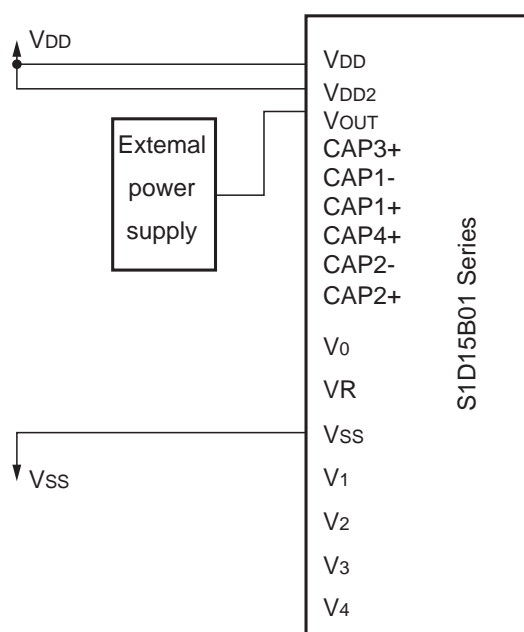 VDD
External
power
supply
VSS
VDD
VDD2
VOUT
CAP3+
CAP1-
CAP1+
CAP4+
CAP2-
CAP2+
V0
VR
VSS
V1
V2
V3
V4
S1D15B01 Series